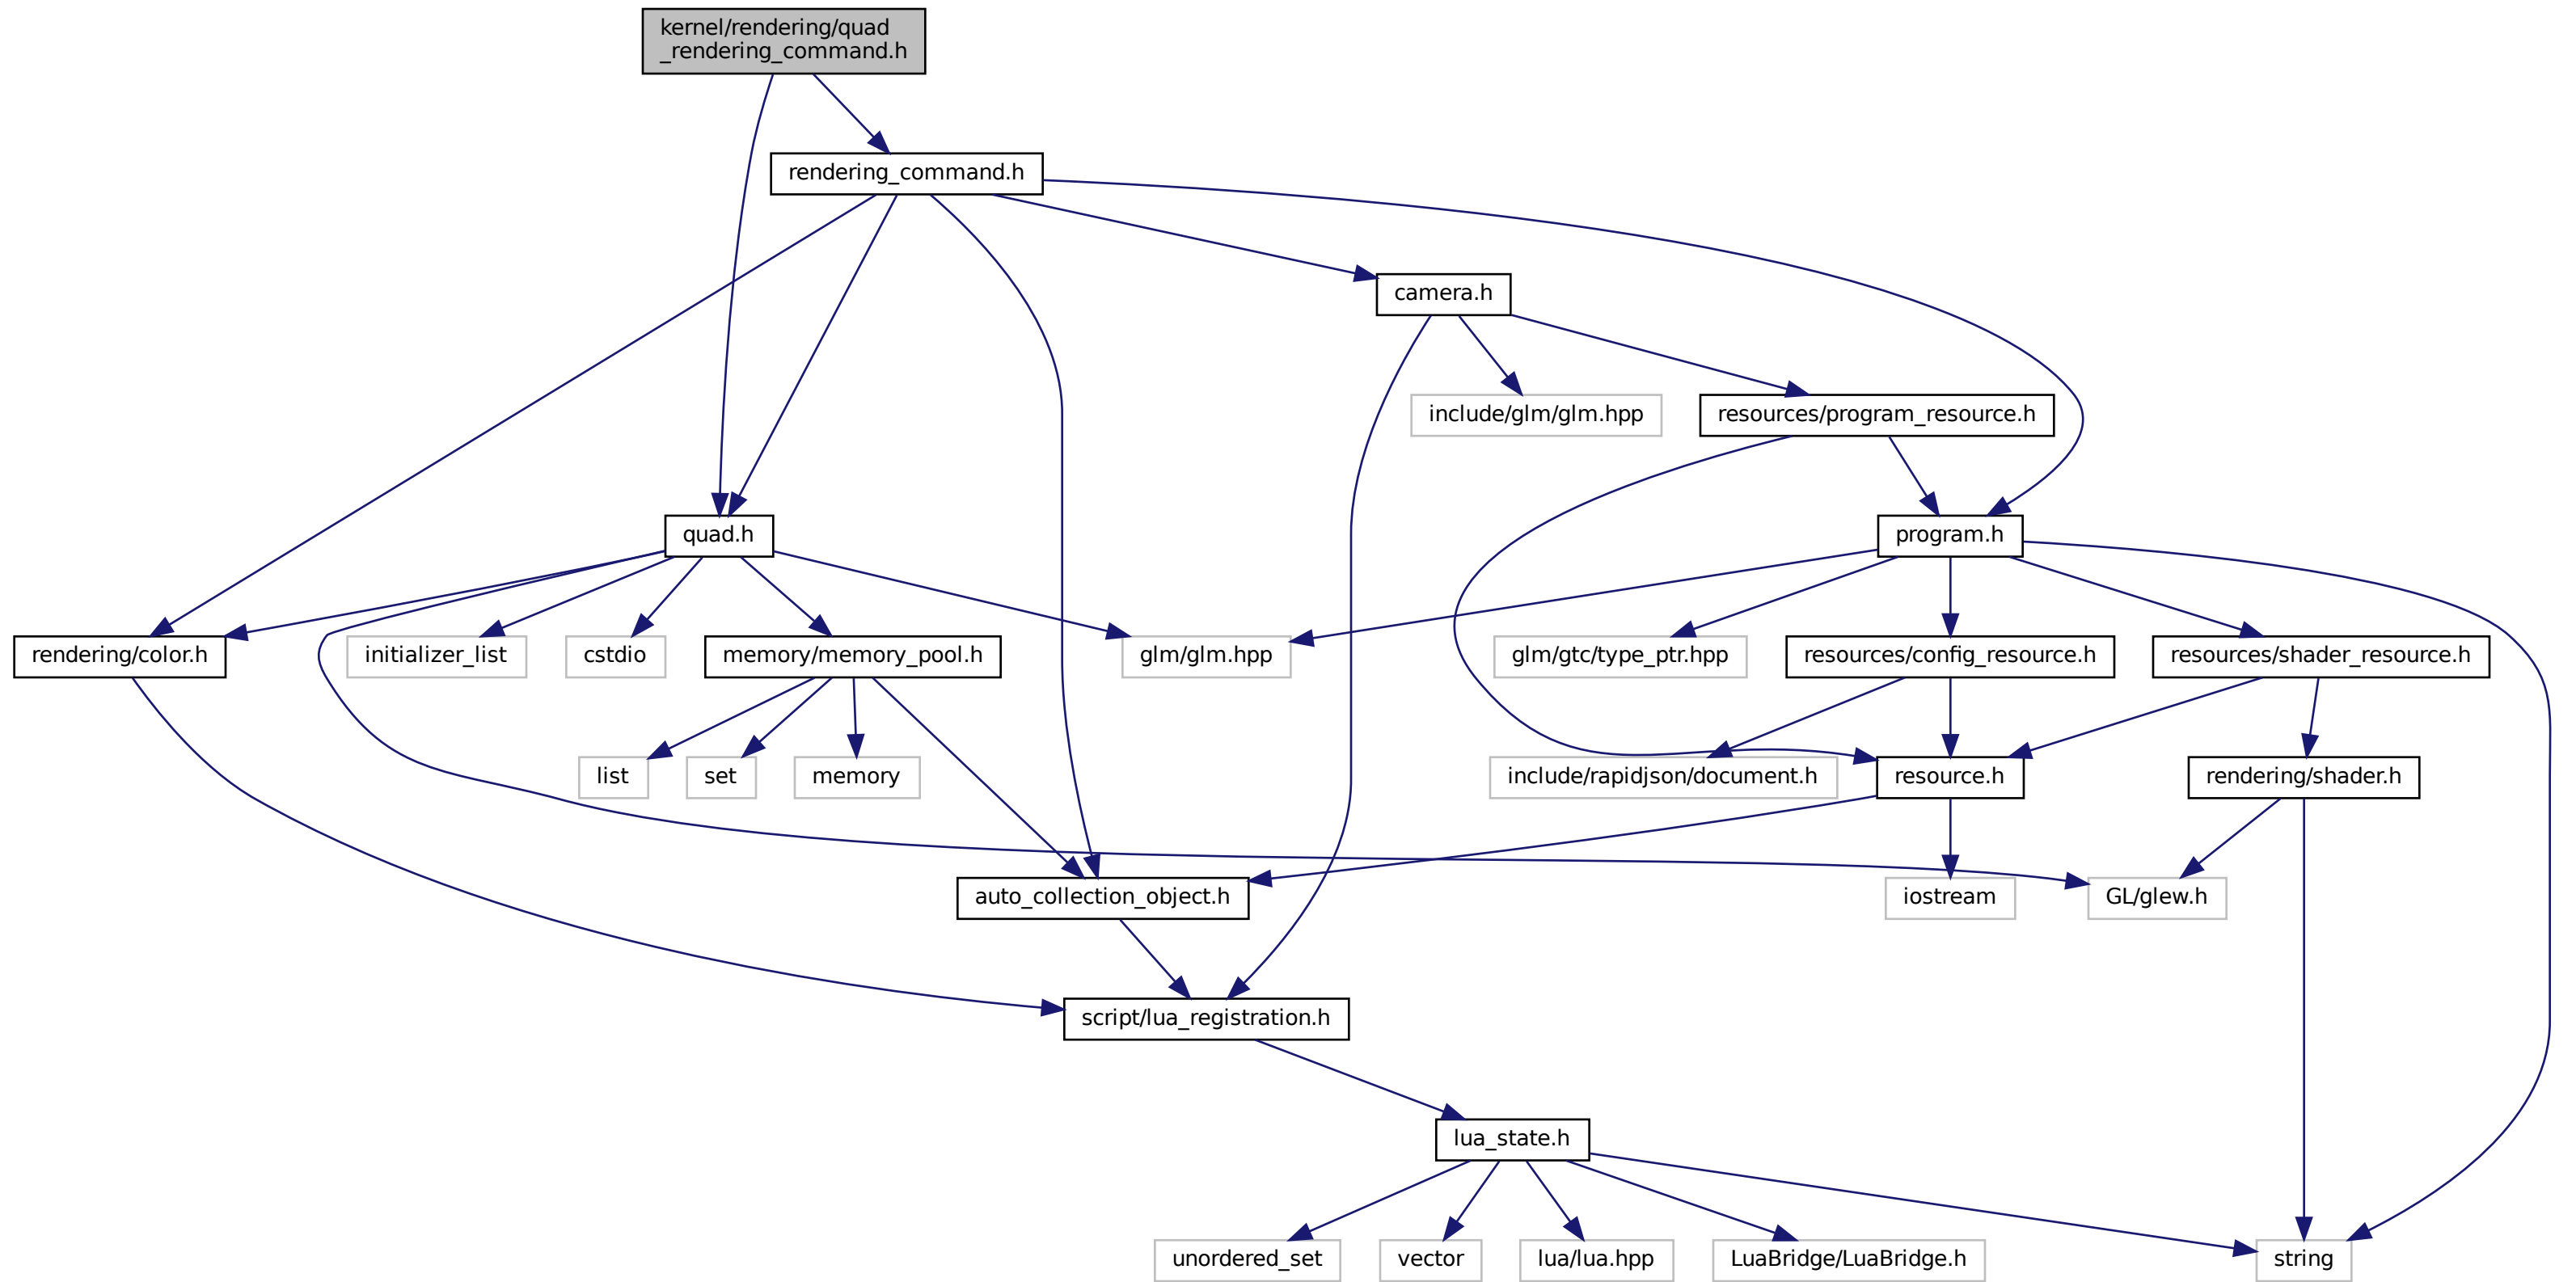 kernel/rendering/quad
_rendering_command.h
rendering_command.h
camera.h
include/glm/glm.hpp
resources/program_resource.h
quad.h
program.h
rendering/color.h
initializer_list
cstdio
memory/memory_pool.h
glm/glm.hpp
glm/gtc/type_ptr.hpp
resources/config_resource.h
resources/shader_resource.h
list
set
memory
include/rapidjson/document.h
resource.h
rendering/shader.h
auto_collection_object.h
iostream
GL/glew.h
script/lua_registration.h
lua_state.h
unordered_set
vector
lua/lua.hpp
LuaBridge/LuaBridge.h
string